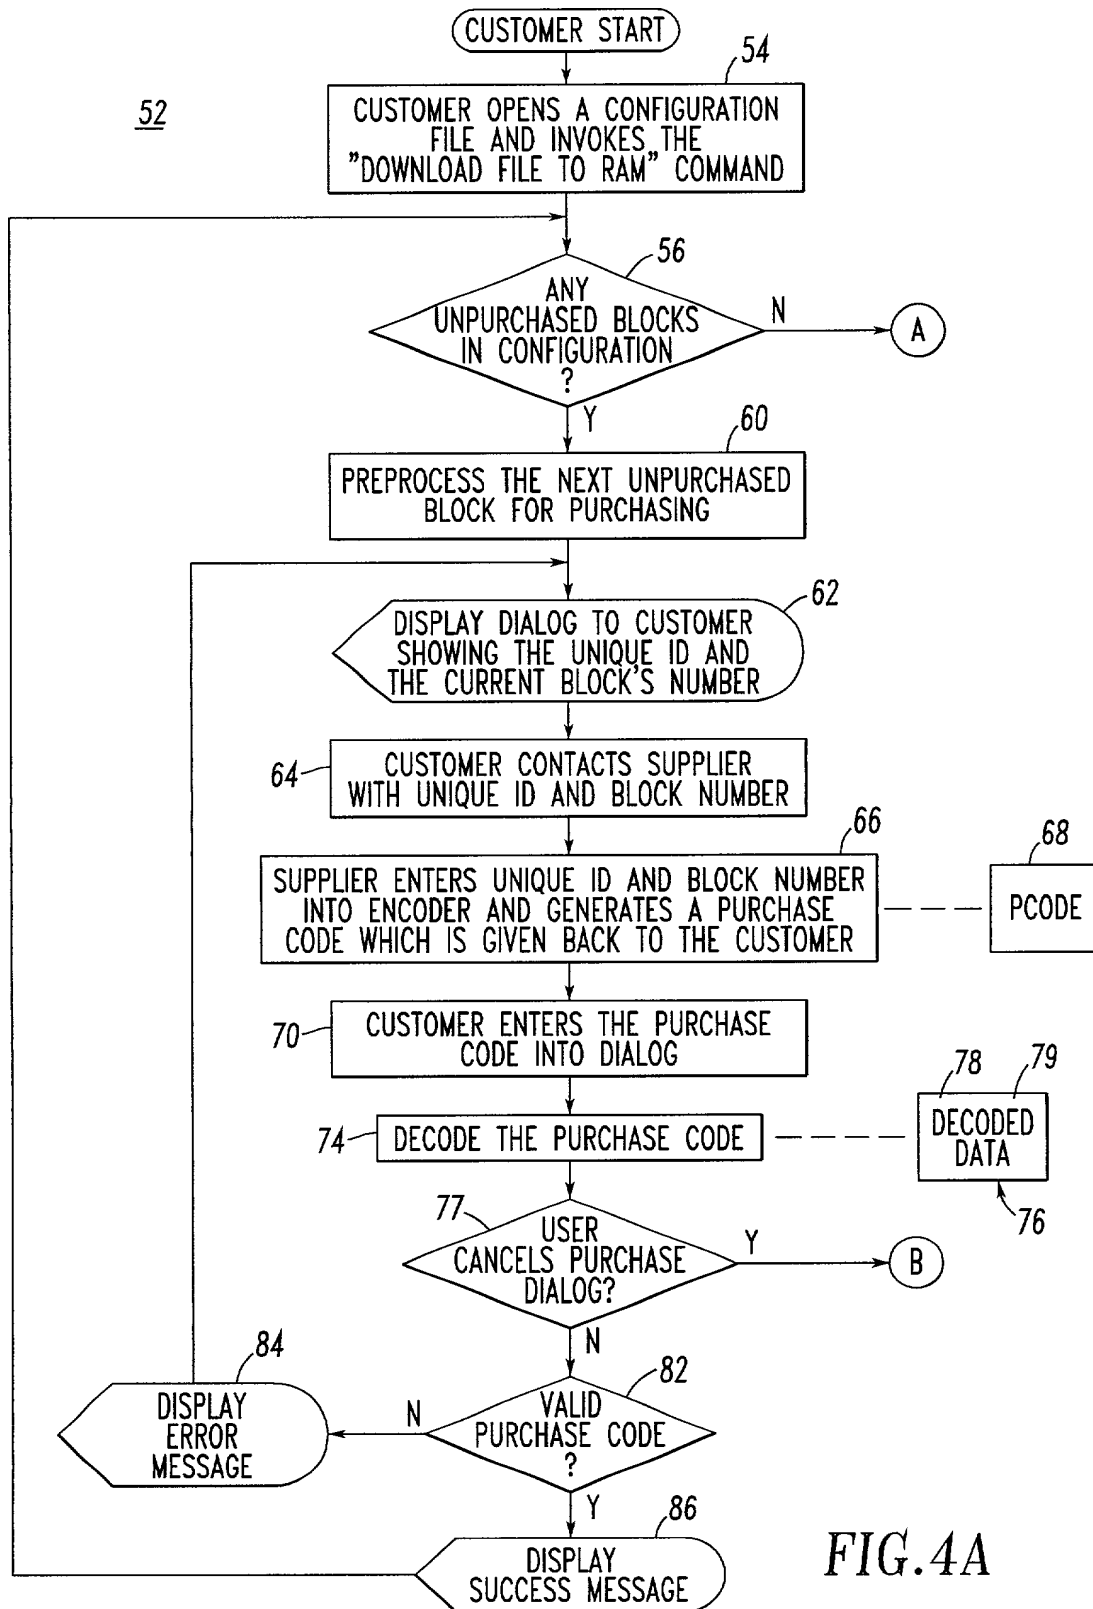 CUSTOMER START
54
52
CUSTOMER OPENS A CONFIGURATION
FILE AND INVOKES THE
"DOWNLOAD FILE TO RAM" COMMAND
56
ANY
UNPURCHASED BLOCKS
IN CONFIGURATION
?
N
A
Y
60
PREPROCESS THE NEXT UNPURCHASED
BLOCK FOR PURCHASING
62
DISPLAY DIALOG TO CUSTOMER
SHOWING THE UNIQUE ID AND
THE CURRENT BLOCK'S NUMBER
64
CUSTOMER CONTACTS SUPPLIER
WITH UNIQUE ID AND BLOCK NUMBER
66
68
SUPPLIER ENTERS UNIQUE ID AND BLOCK NUMBER
INTO ENCODER AND GENERATES A PURCHASE
CODE WHICH IS GIVEN BACK TO THE CUSTOMER
PCODE
70
CUSTOMER ENTERS THE PURCHASE
CODE INTO DIALOG
78
79
74
DECODE THE PURCHASE CODE
DECODED
DATA
76
77
USER
CANCELS PURCHASE
DIALOG?
Y
B
N
84
82
DISPLAY
ERROR
MESSAGE
N
VALID
PURCHASE CODE
?
Y
86
DISPLAY
SUCCESS MESSAGE
FIG.4A